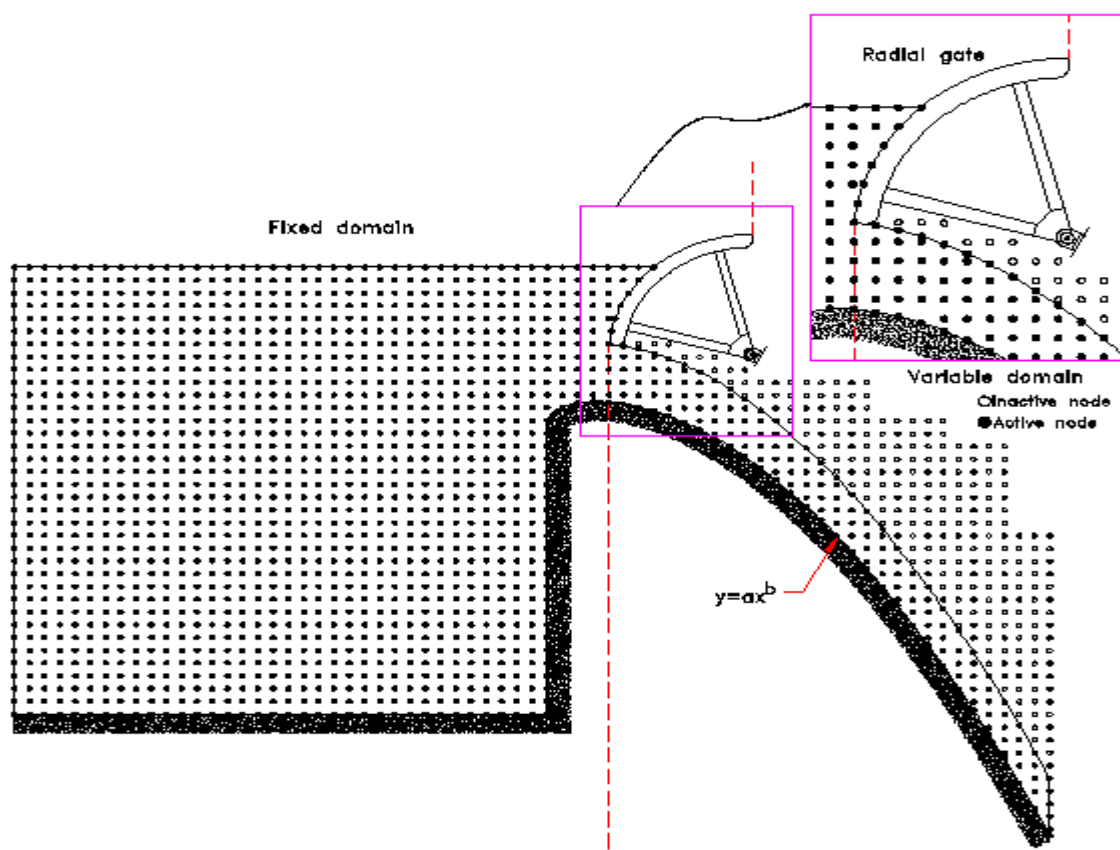 Radial gate
Fixed domain
Variable domain
Inactive node
Active node
y=ax^b